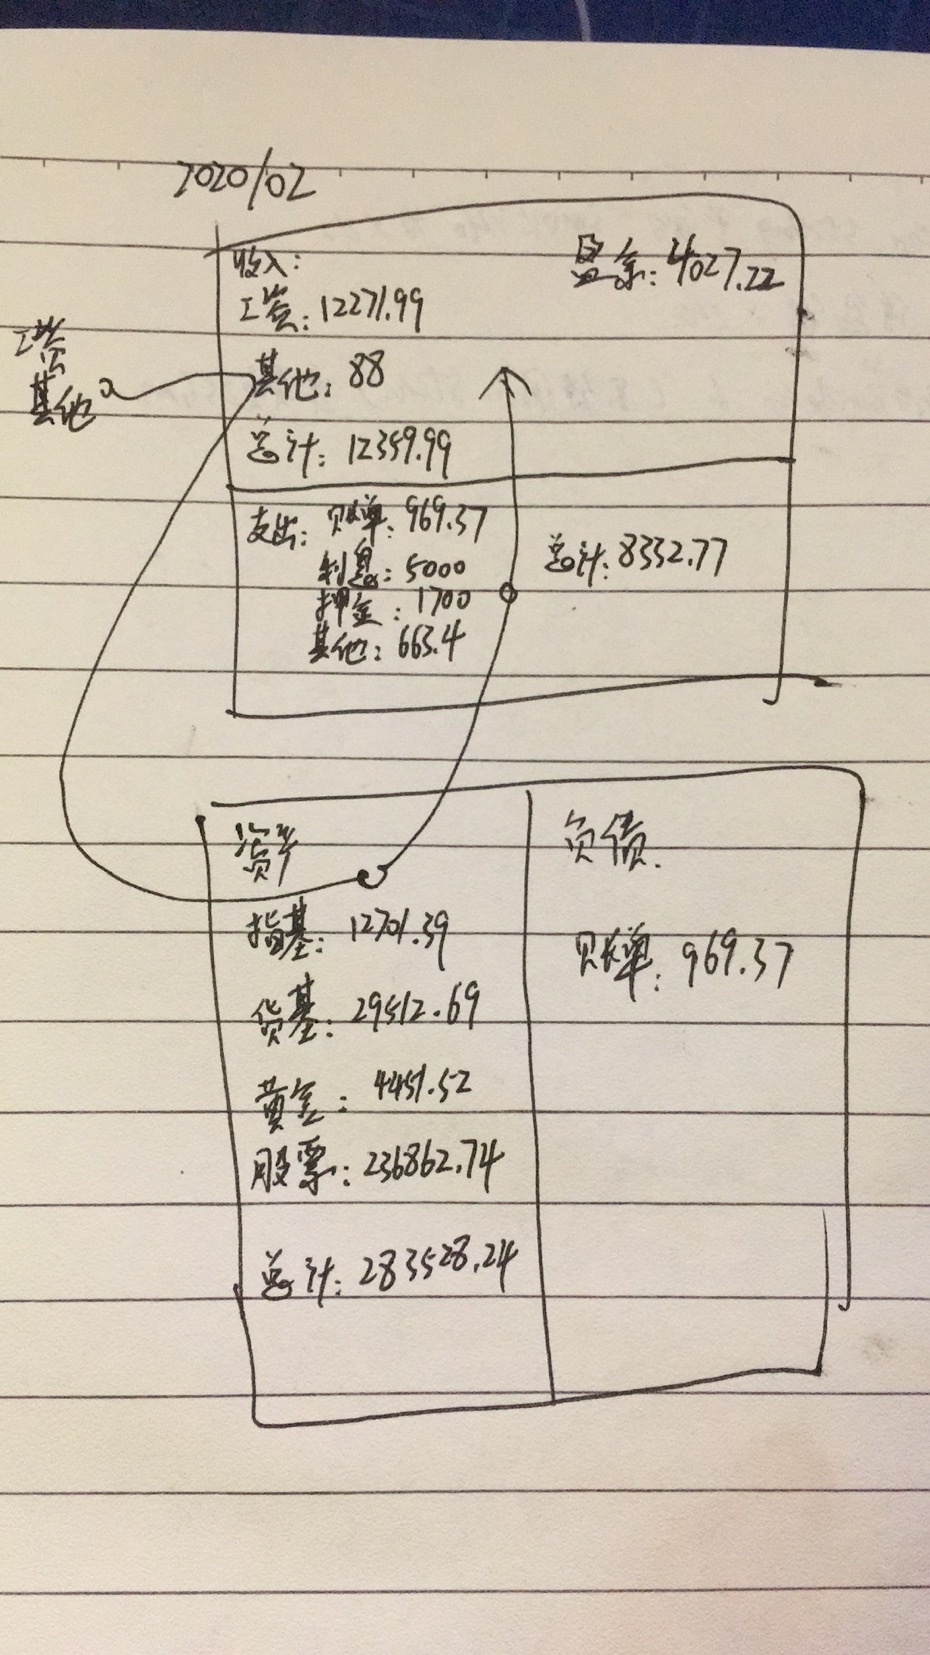 2020/02
收入:
盈余:4027.22
工资:12271.99
工资
其他
其他:88
总计:12359.99
支出:账单:969.37
总计:8332.77
利息:5000
押金:1700
其他:663.4
资产
负债.
指基:12701.39
账单:969.37
货基:29512.69
黄金:4451.52
股票:236862.74
总计:283528.24